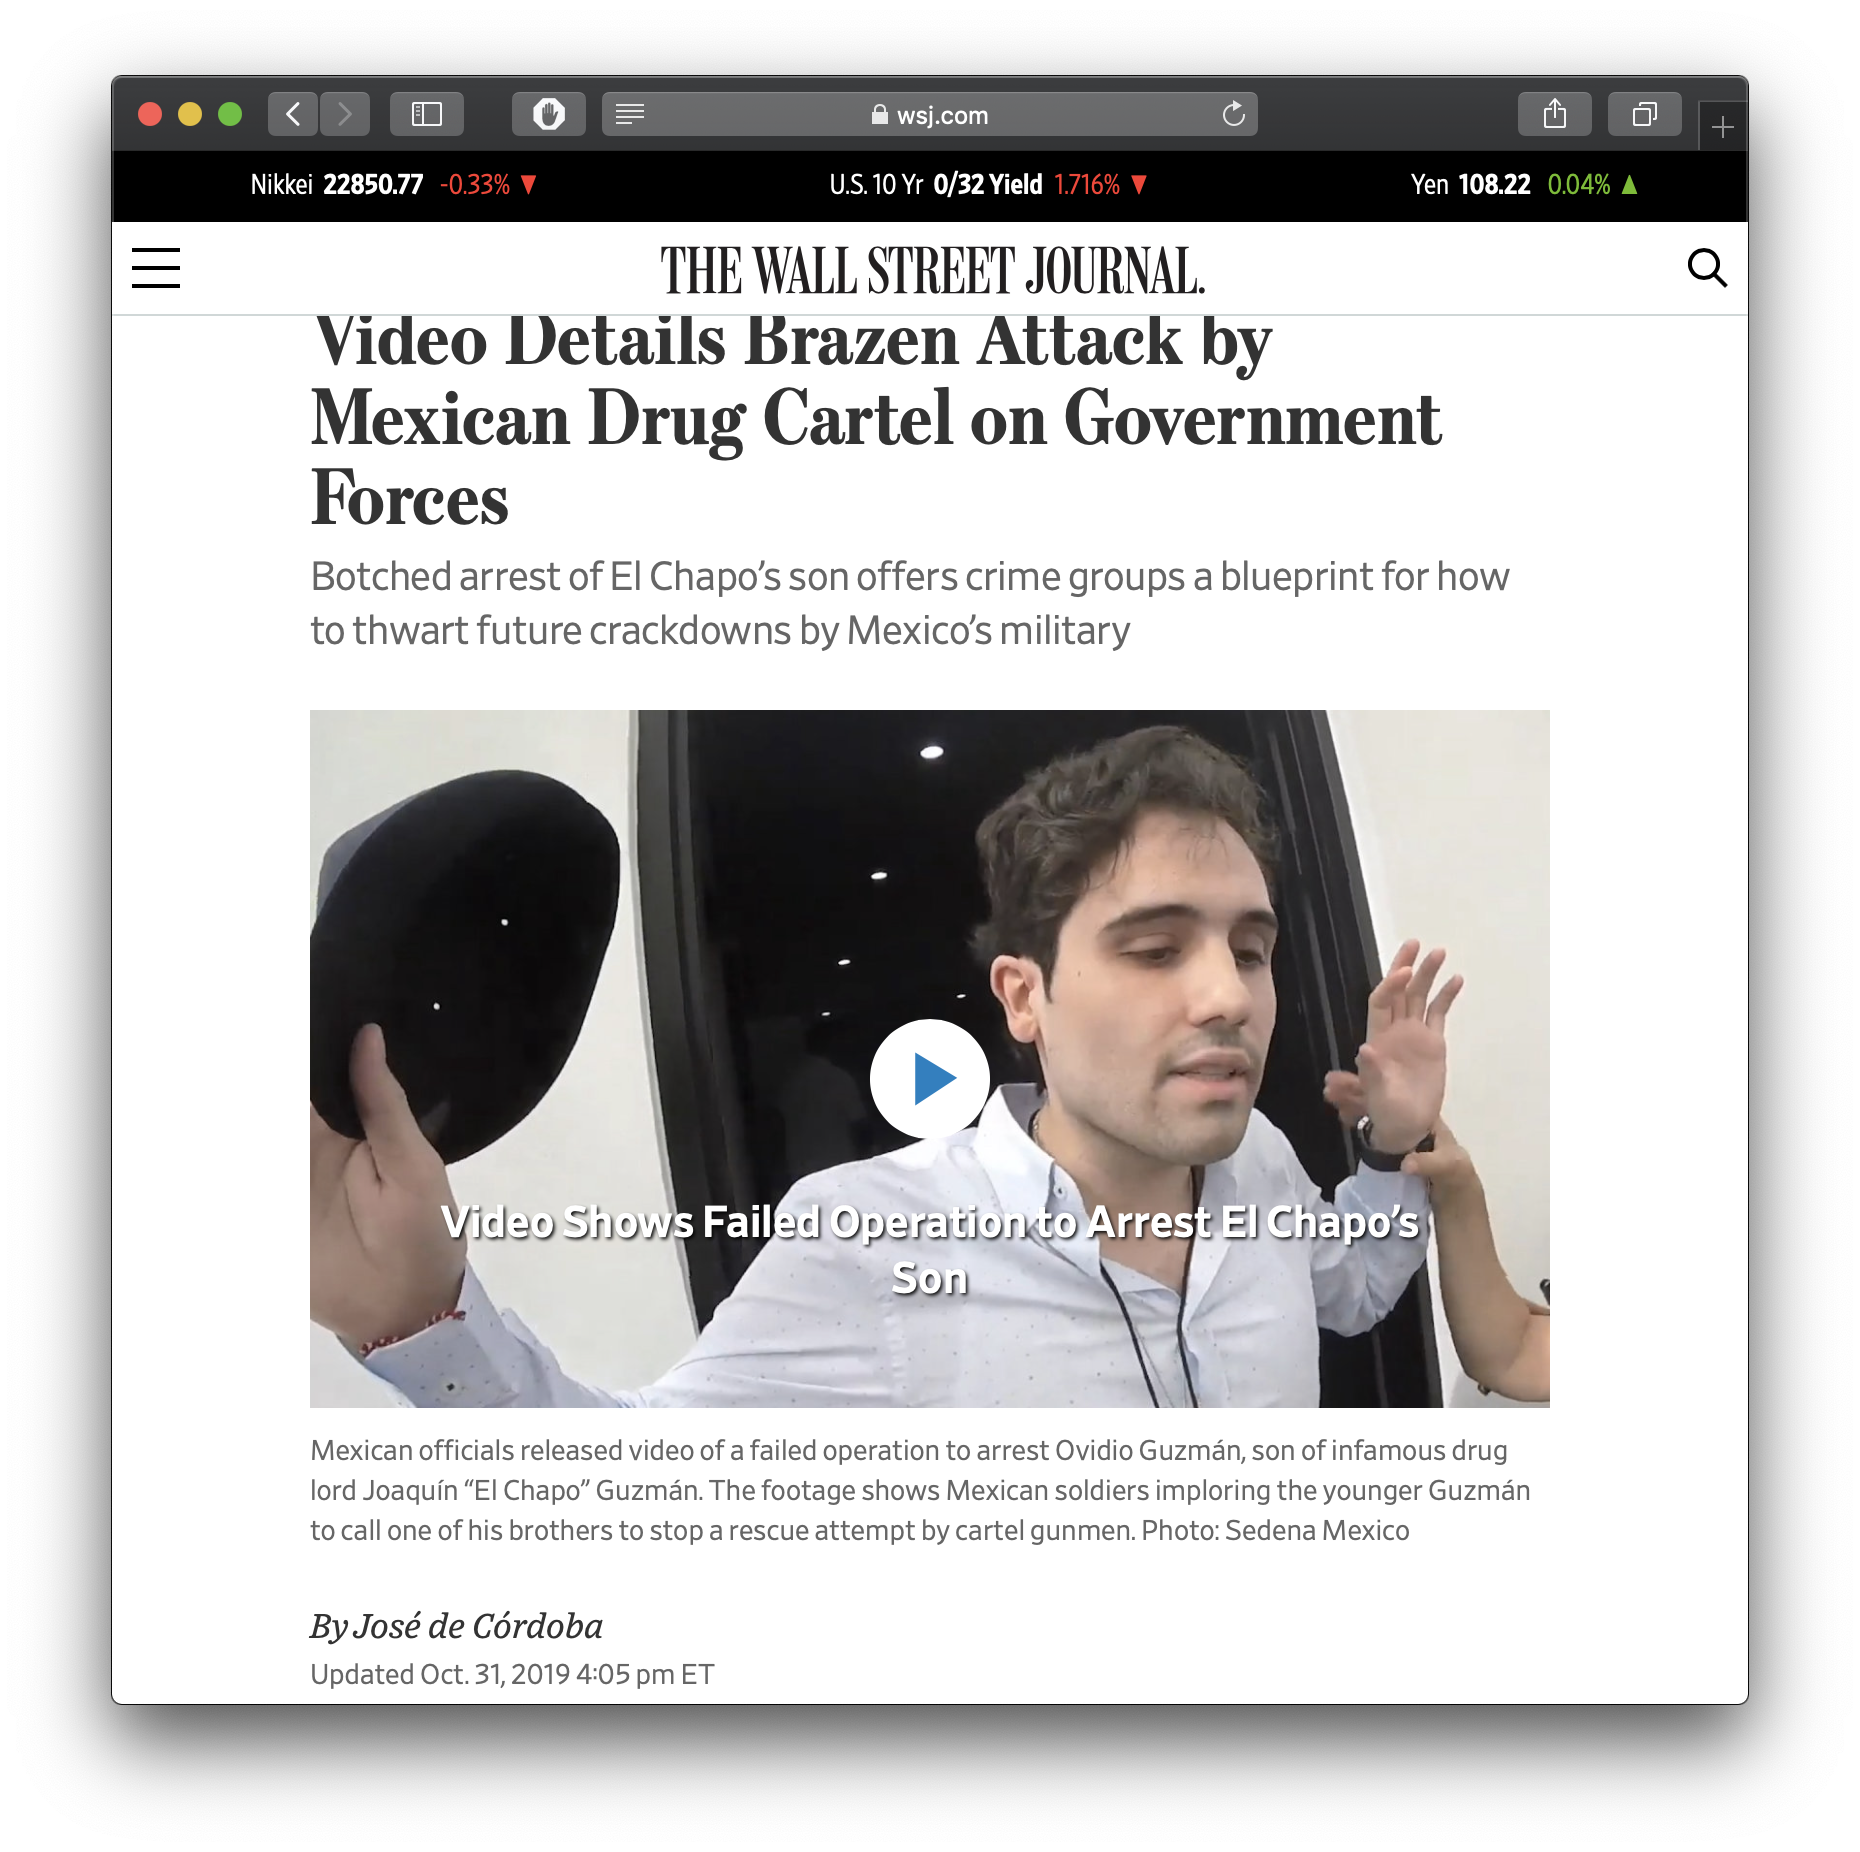 wsj.com
Nikkei 22850.77 -0.33% ▼ U.S. 10 Yr 0/32 Yield 1.716% ▼ Yen 108.22 0.04% ▲
THE WALL STREET JOURNAL.
Video Details Brazen Attack by
Mexican Drug Cartel on Government
Forces
Botched arrest of El Chapo’s son offers crime groups a blueprint for how
to thwart future crackdowns by Mexico’s military
Video Shows Failed Operation to Arrest El Chapo’s
Son
Mexican officials released video of a failed operation to arrest Ovidio Guzmán, son of infamous drug
lord Joaquín “El Chapo” Guzmán. The footage shows Mexican soldiers imploring the younger Guzmán
to call one of his brothers to stop a rescue attempt by cartel gunmen. Photo: Sedena Mexico
By José de Córdoba
Updated Oct. 31, 2019 4:05 pm ET